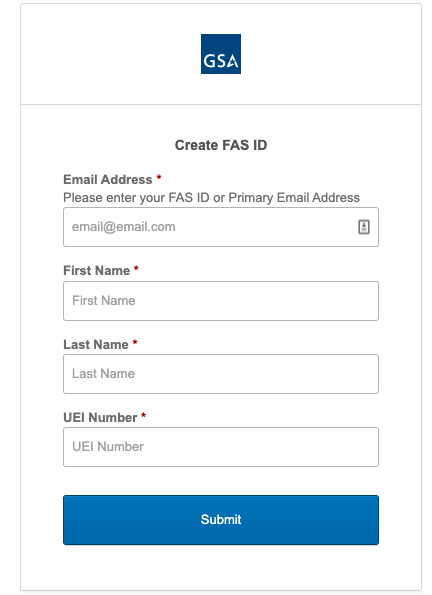 GSA
Create FAS ID
Email Address *
Please enter your FAS ID or Primary Email Address
email@email.com
First Name *
First Name
Last Name *
Last Name
UEI Number *
UEI Number
Submit